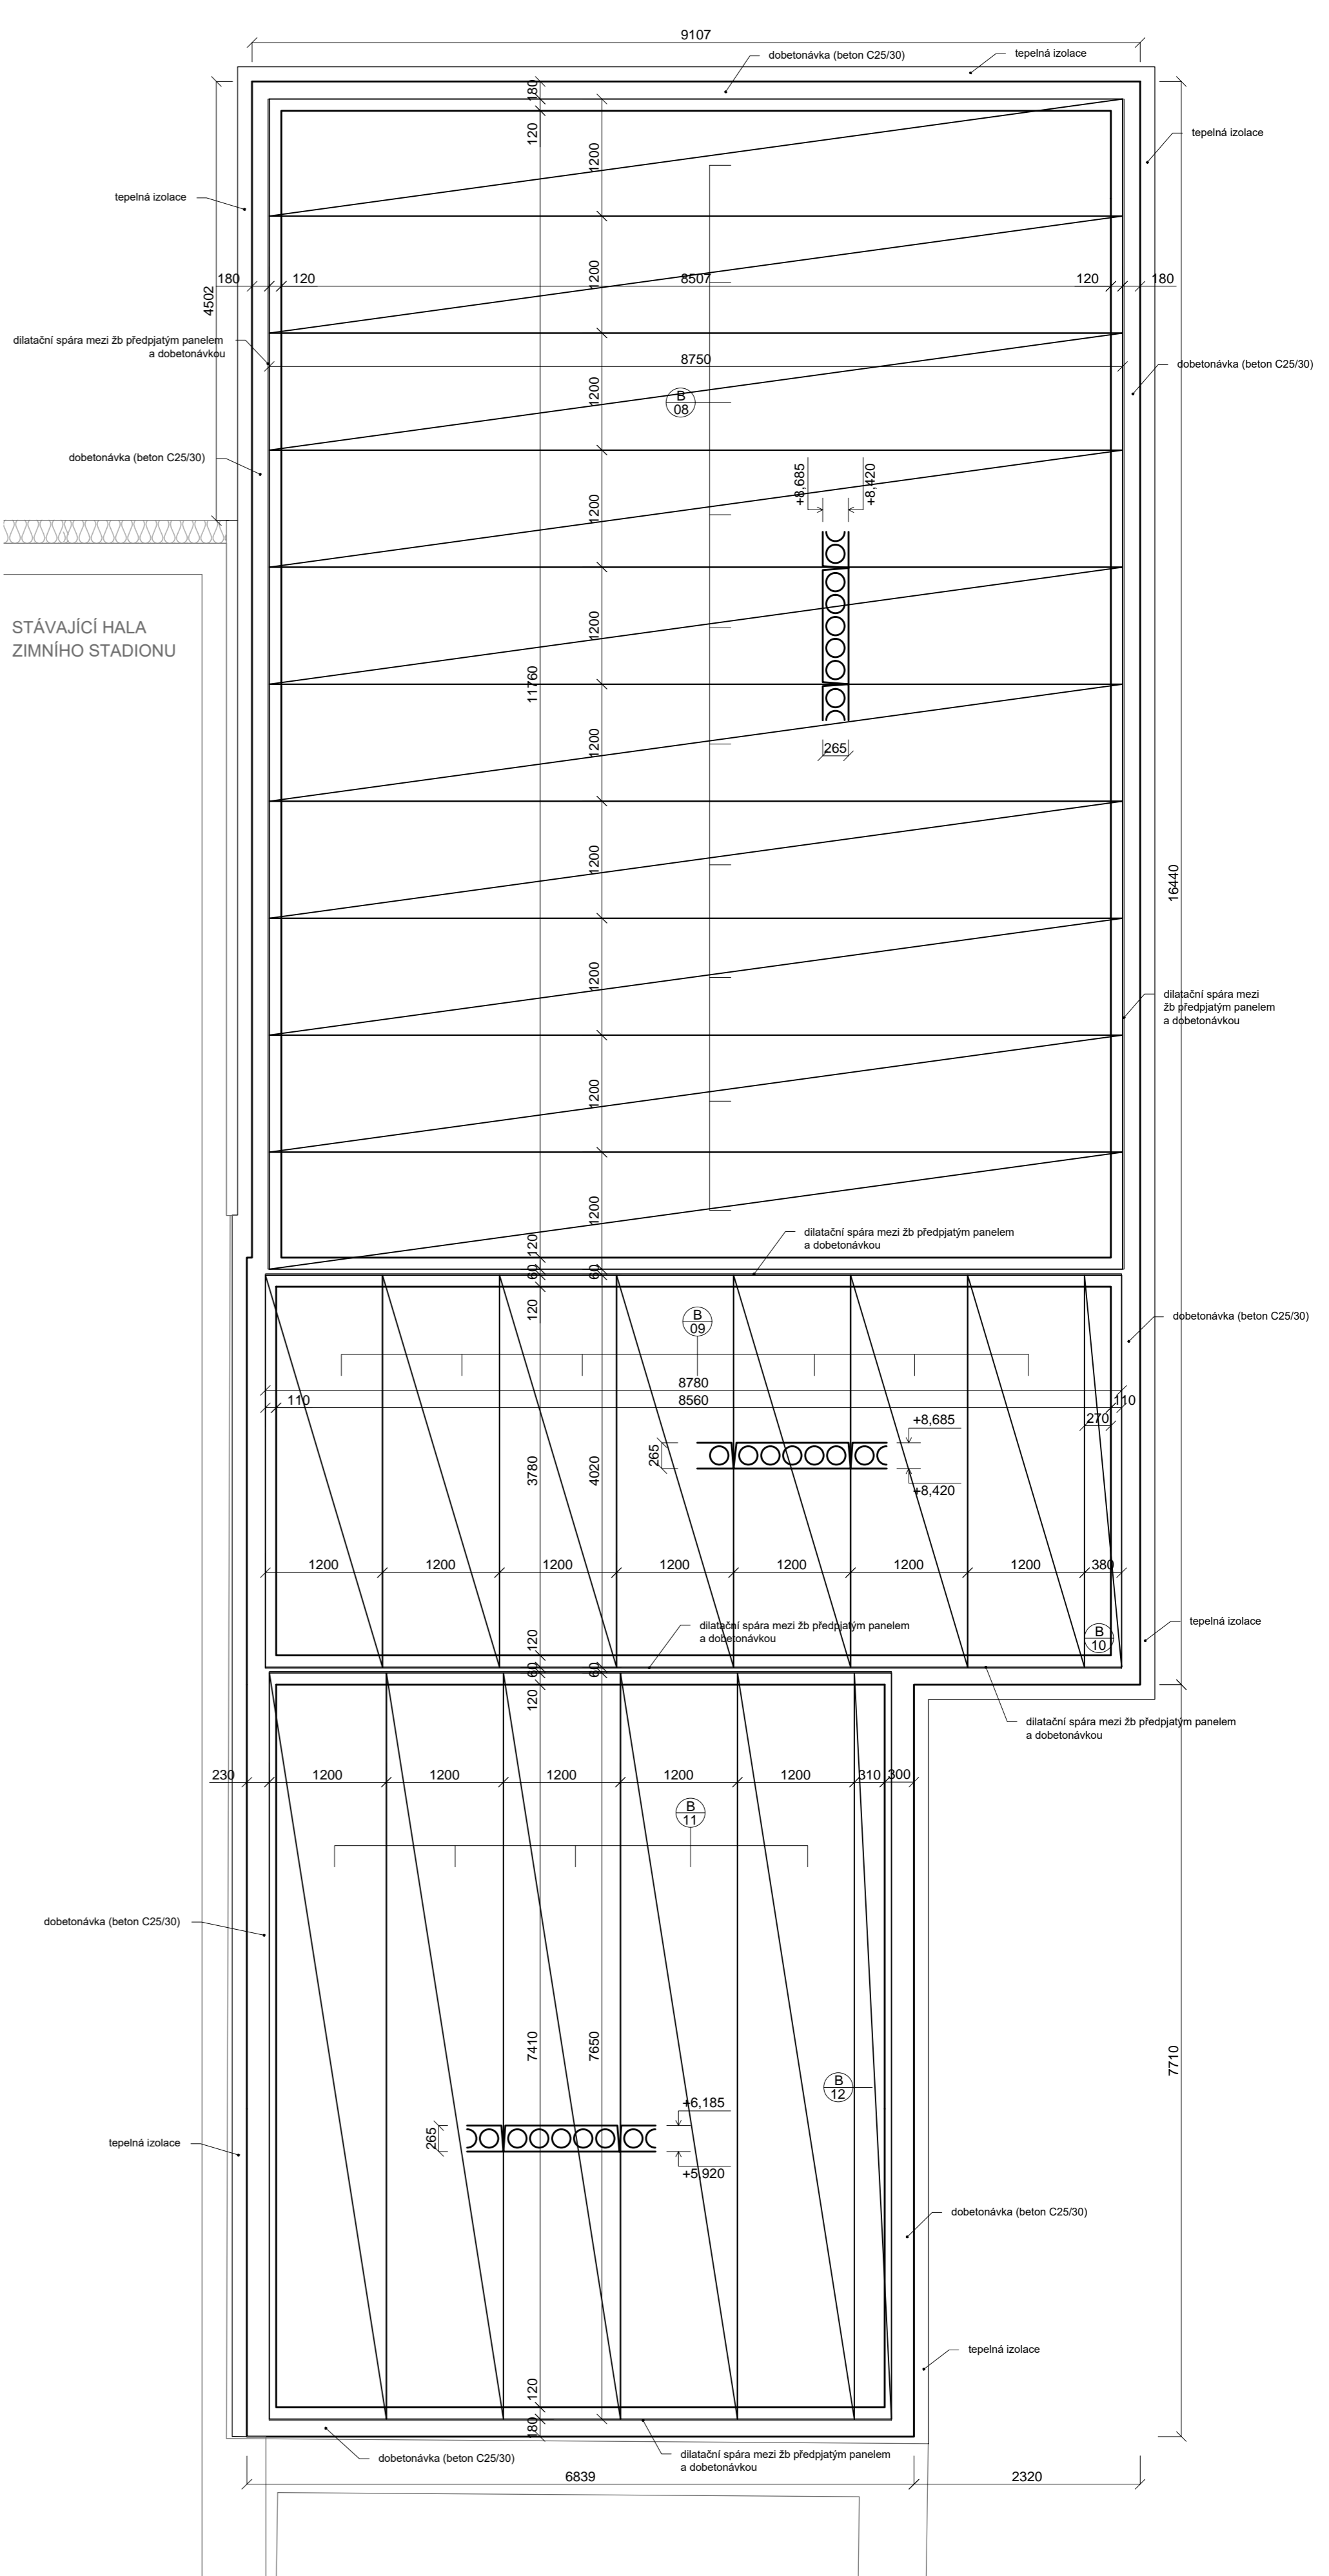 9107
dobetonávka (beton C25/30)
tepelná izolace
180
120
1200
tepelná izolace
tepelná izolace
4502
180
120
1200
8507
120
180
dilatační spára mezi žb předpjatým panelem
a dobetonávkou
8750
dobetonávka (beton C25/30)
1200
B
08
dobetonávka (beton C25/30)
+8,685
+8,420
1200
STÁVAJÍCÍ HALA
ZIMNÍHO STADIONU
1200
11760
1200
265
1200
16440
1200
dilatační spára mezi
žb předpjatým panelem
a dobetonávkou
1200
1200
dilatační spára mezi žb předpjatým panelem
a dobetonávkou
120
60
60
120
B
09
dobetonávka (beton C25/30)
8780
110
8560
110
270
+8,685
265
3780
4020
+8,420
1200
1200
1200
1200
1200
1200
1200
380
tepelná izolace
dilatační spára mezi žb předpjatým panelem
a dobetonávkou
120
B
10
60
60
120
dilatační spára mezi žb předpjatým panelem
a dobetonávkou
230
1200
1200
1200
1200
1200
310
300
B
11
dobetonávka (beton C25/30)
7410
7650
7710
B
12
+6,185
265
tepelná izolace
+5,920
dobetonávka (beton C25/30)
tepelná izolace
120
180
dobetonávka (beton C25/30)
dilatační spára mezi žb předpjatým panelem
a dobetonávkou
6839
2320